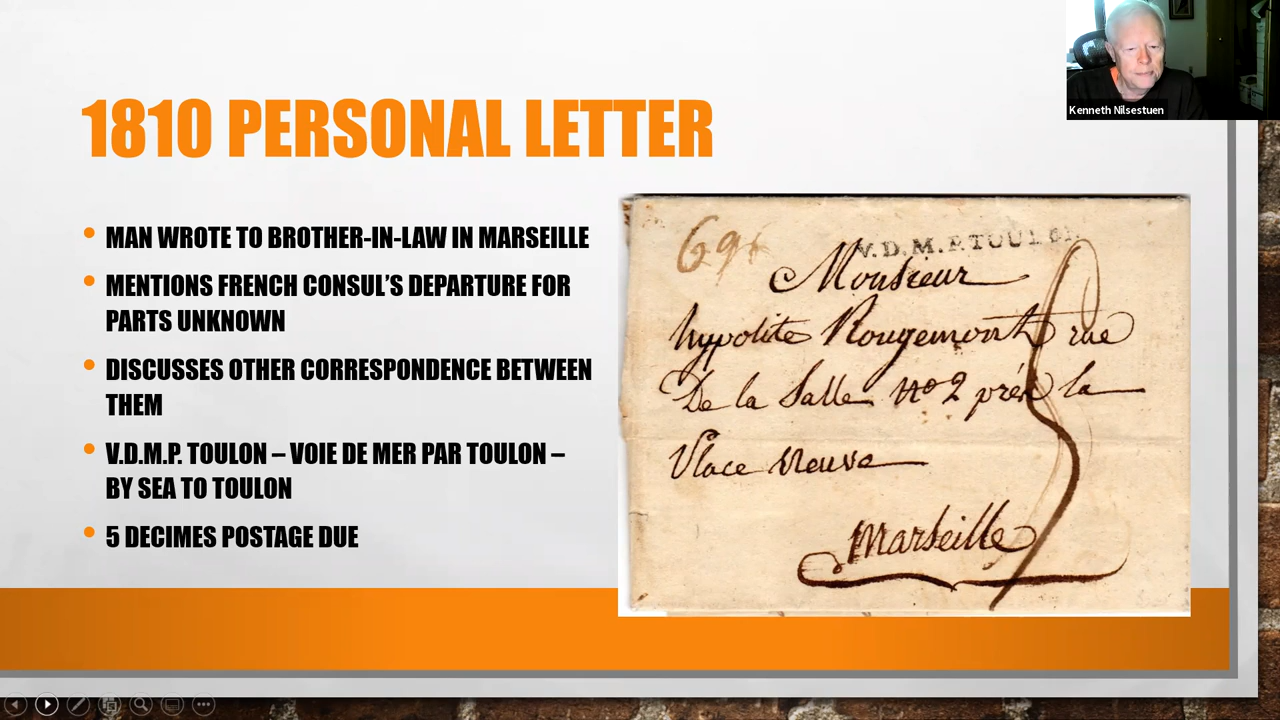 Kenneth Nilsestuen
1810 PERSONAL LETTER
• MAN WROTE TO BROTHER-IN-LAW IN MARSEILLE
• MENTIONS FRENCH CONSUL'S DEPARTURE FOR
PARTS UNKNOWN
• DISCUSSES OTHER CORRESPONDENCE BETWEEN
THEM
• V.D.M.P. TOULON – VOIE DE MER PAR TOULON –
BY SEA TO TOULON
• 5 DECIMES POSTAGE DUE
V.D.M.P. TOULON
Monsieur
hypolite Rougemont rue
De la Salle nº 2 prés la
Place Neuve
Marseille